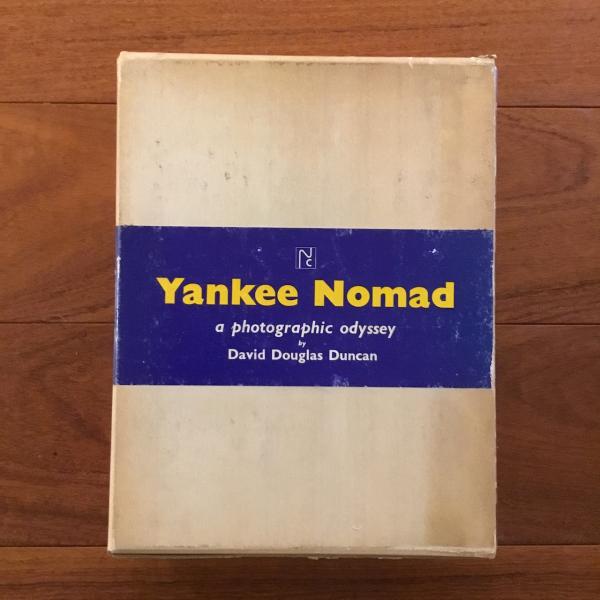 NC
Yankee Nomad
a photographic odyssey
by
David Douglas Duncan